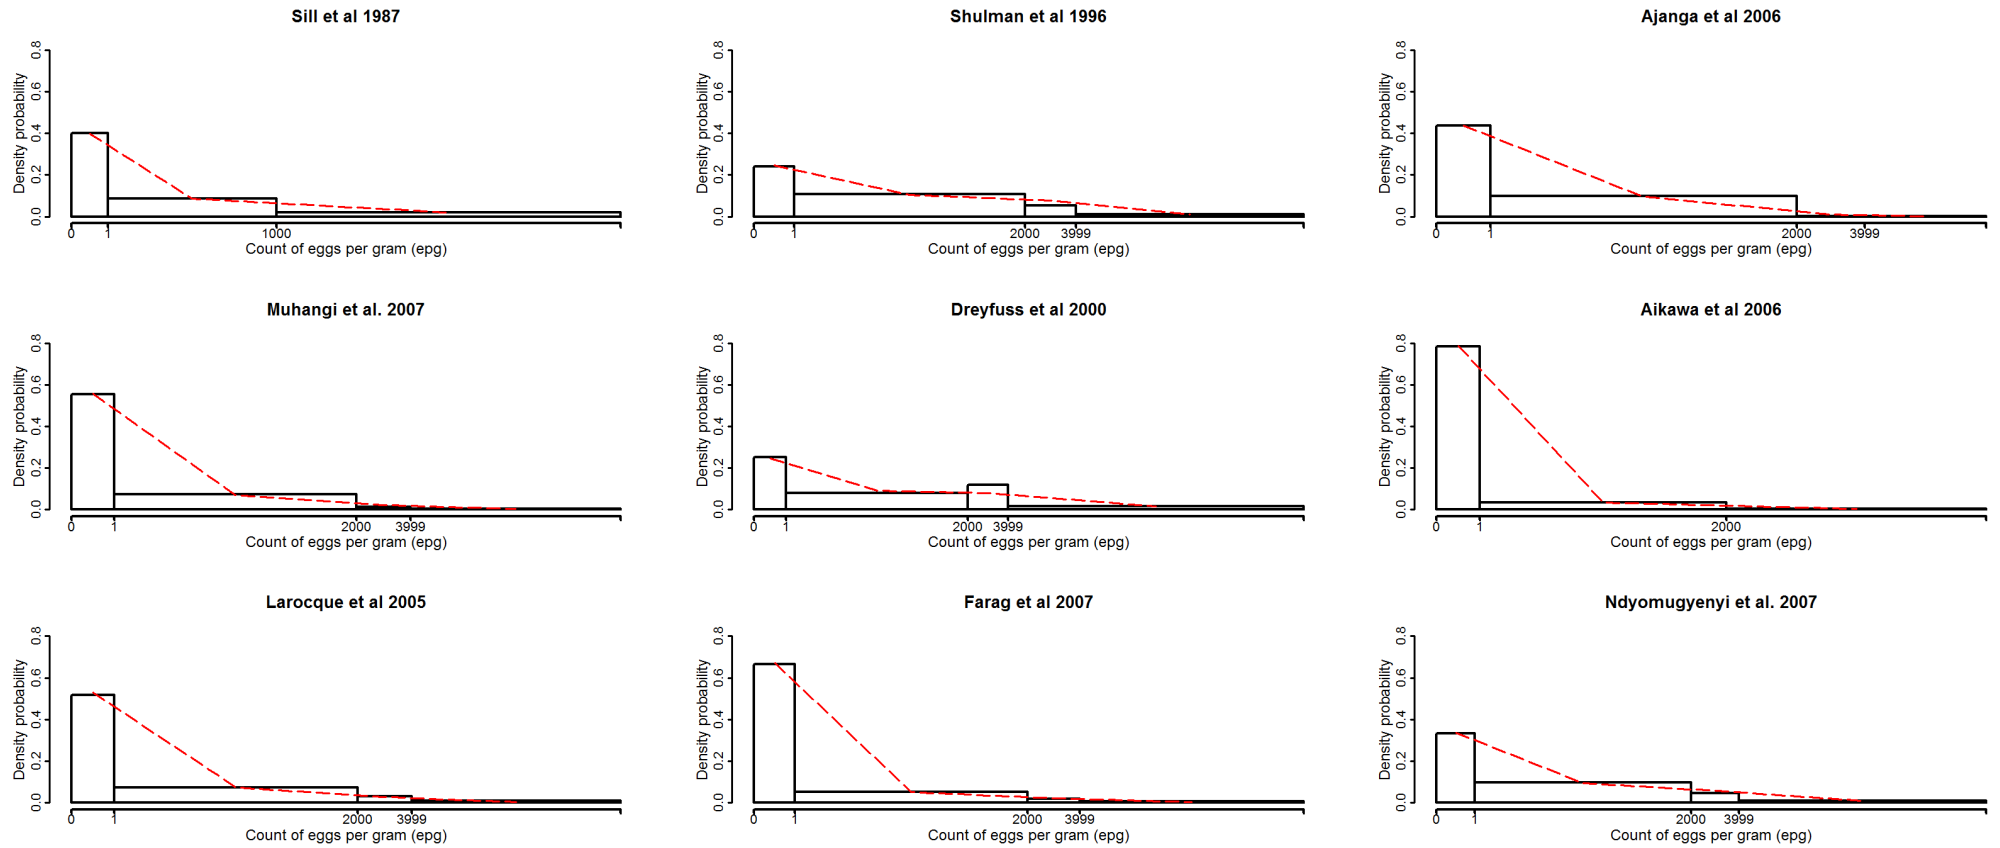 Sill et al 1987
Density probability
0.0 0.2 0.4 0.6 0.8
0 1 1000
Count of eggs per gram (epg)
Shulman et al 1996
Density probability
0.0 0.2 0.4 0.6 0.8
0 1 2000 3999
Count of eggs per gram (epg)
Ajanga et al 2006
Density probability
0.0 0.2 0.4 0.6 0.8
0 1 2000 3999
Count of eggs per gram (epg)
Muhangi et al. 2007
Density probability
0.0 0.2 0.4 0.6 0.8
0 1 2000 3999
Count of eggs per gram (epg)
Dreyfuss et al 2000
Density probability
0.0 0.2 0.4 0.6 0.8
0 1 2000 3999
Count of eggs per gram (epg)
Aikawa et al 2006
Density probability
0.0 0.2 0.4 0.6 0.8
0 1 2000
Count of eggs per gram (epg)
Larocque et al 2005
Density probability
0.0 0.2 0.4 0.6 0.8
0 1 2000 3999
Count of eggs per gram (epg)
Farag et al 2007
Density probability
0.0 0.2 0.4 0.6 0.8
0 1 2000 3999
Count of eggs per gram (epg)
Ndyomugyenyi et al. 2007
Density probability
0.0 0.2 0.4 0.6 0.8
0 1 2000 3999
Count of eggs per gram (epg)